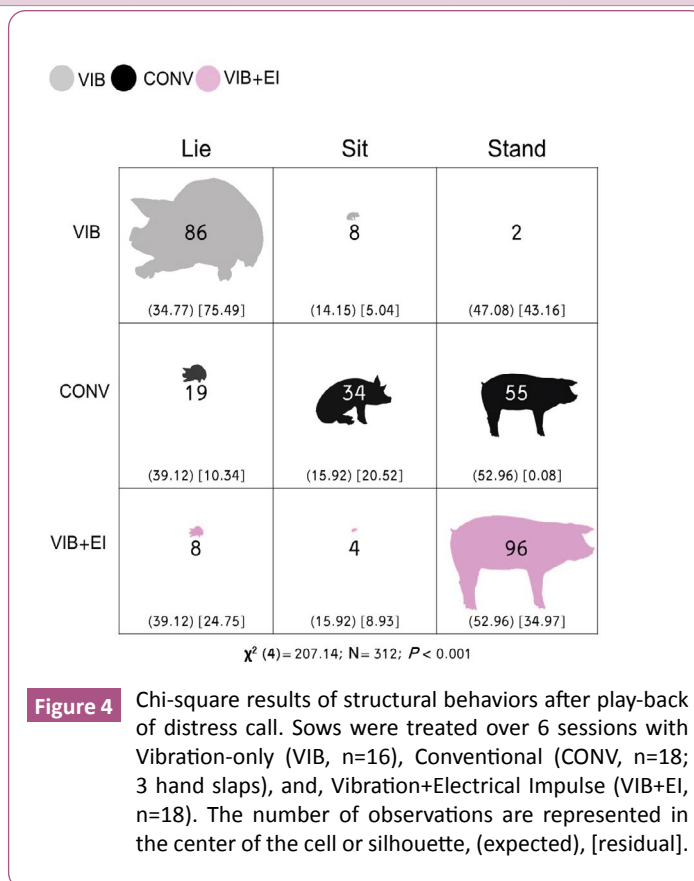 VIB CONV VIB+EI
Lie Sit Stand
VIB 86 8 2
(34.77) [75.49] (14.15) [5.04] (47.08) [43.16]
CONV 19 34 55
(39.12) [10.34] (15.92) [20.52] (52.96) [0.08]
VIB+EI 8 4 96
(39.12) [24.75] (15.92) [8.93] (52.96) [34.97]
χ² (4)= 207.14; N= 312; P < 0.001
Figure 4 Chi-square results of structural behaviors after play-back
of distress call. Sows were treated over 6 sessions with
Vibration-only (VIB, n=16), Conventional (CONV, n=18;
3 hand slaps), and, Vibration+Electrical Impulse (VIB+EI,
n=18). The number of observations are represented in
the center of the cell or silhouette, (expected), [residual].